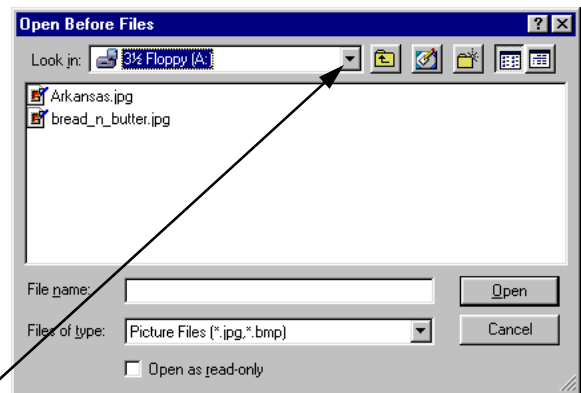 Open Before Files
Look in: 3½ Floppy (A:
Arkansas.jpg
bread_n_butter.jpg
File name: Open
Files of type: Picture Files (*.jpg,*.bmp) Cancel
Open as read-only